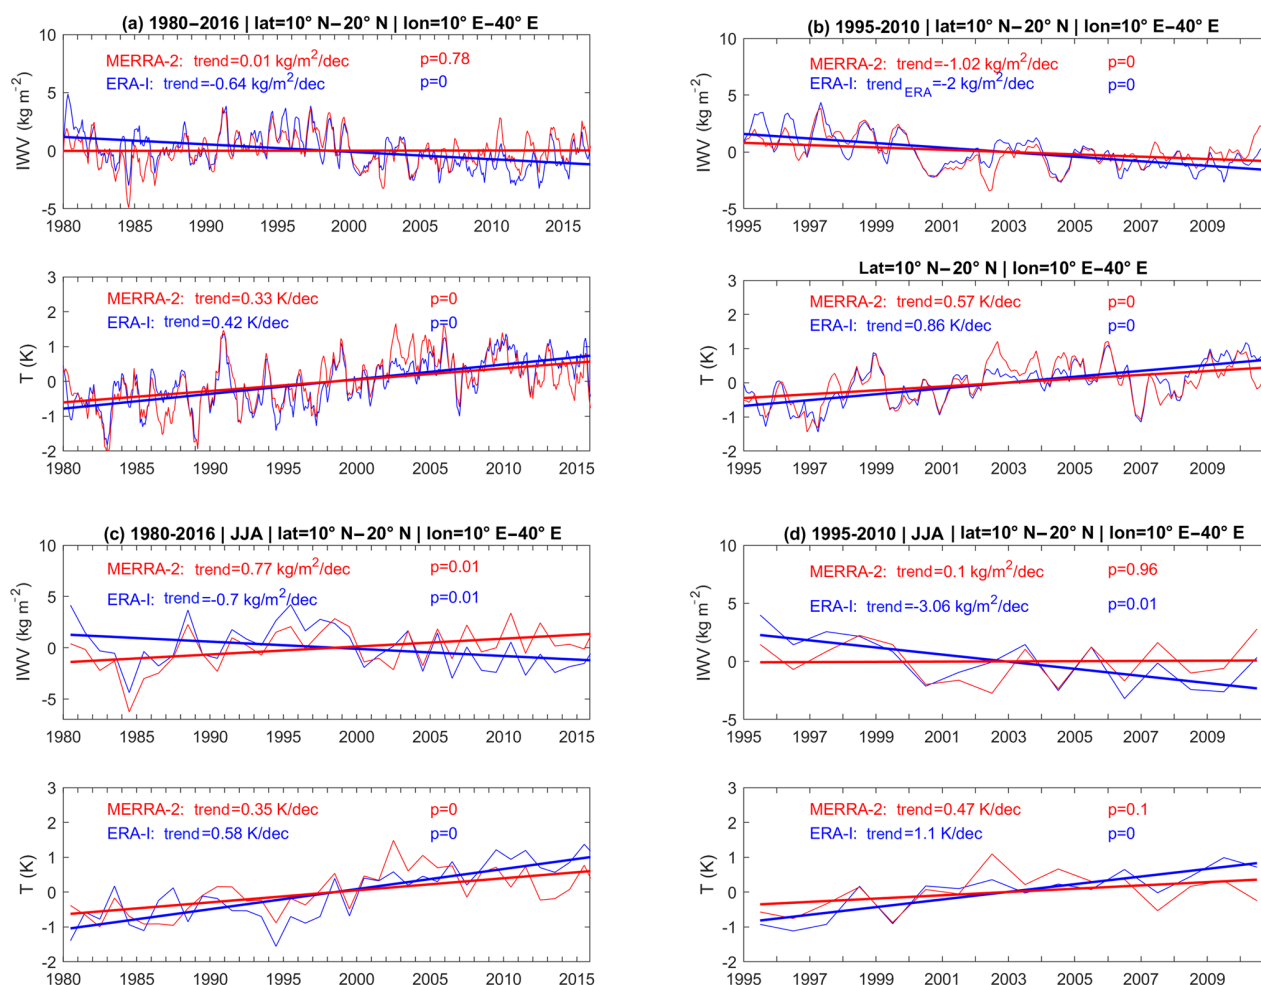 (a) 1980−2016 | lat=10° N−20° N | lon=10° E−40° E
IWV (kg m⁻²)
10
5
0
-5
MERRA-2: trend=0.01 kg/m²/dec p=0.78
ERA-I: trend=-0.64 kg/m²/dec p=0
1980 1985 1990 1995 2000 2005 2010 2015
T (K)
3
2
1
0
-1
-2
MERRA-2: trend=0.33 K/dec p=0
ERA-I: trend=0.42 K/dec p=0
1980 1985 1990 1995 2000 2005 2010 2015
(b) 1995-2010 | lat=10° N−20° N | lon=10° E−40° E
IWV (kg m⁻²)
10
5
0
-5
MERRA-2: trend=-1.02 kg/m²/dec p=0
ERA-I: trend_ERA=-2 kg/m²/dec p=0
1995 1997 1999 2001 2003 2005 2007 2009
Lat=10° N−20° N | lon=10° E−40° E
T (K)
3
2
1
0
-1
-2
MERRA-2: trend=0.57 K/dec p=0
ERA-I: trend=0.86 K/dec p=0
1995 1997 1999 2001 2003 2005 2007 2009
(c) 1980-2016 | JJA | lat=10° N−20° N | lon=10° E−40° E
IWV (kg m⁻²)
10
5
0
-5
MERRA-2: trend=0.77 kg/m²/dec p=0.01
ERA-I: trend=-0.7 kg/m²/dec p=0.01
1980 1985 1990 1995 2000 2005 2010 2015
T (K)
3
2
1
0
-1
-2
MERRA-2: trend=0.35 K/dec p=0
ERA-I: trend=0.58 K/dec p=0
1980 1985 1990 1995 2000 2005 2010 2015
(d) 1995-2010 | JJA | lat=10° N−20° N | lon=10° E−40° E
IWV (kg m⁻²)
10
5
0
-5
MERRA-2: trend=0.1 kg/m²/dec p=0.96
ERA-I: trend=-3.06 kg/m²/dec p=0.01
1995 1997 1999 2001 2003 2005 2007 2009
T (K)
3
2
1
0
-1
-2
MERRA-2: trend=0.47 K/dec p=0.1
ERA-I: trend=1.1 K/dec p=0
1995 1997 1999 2001 2003 2005 2007 2009